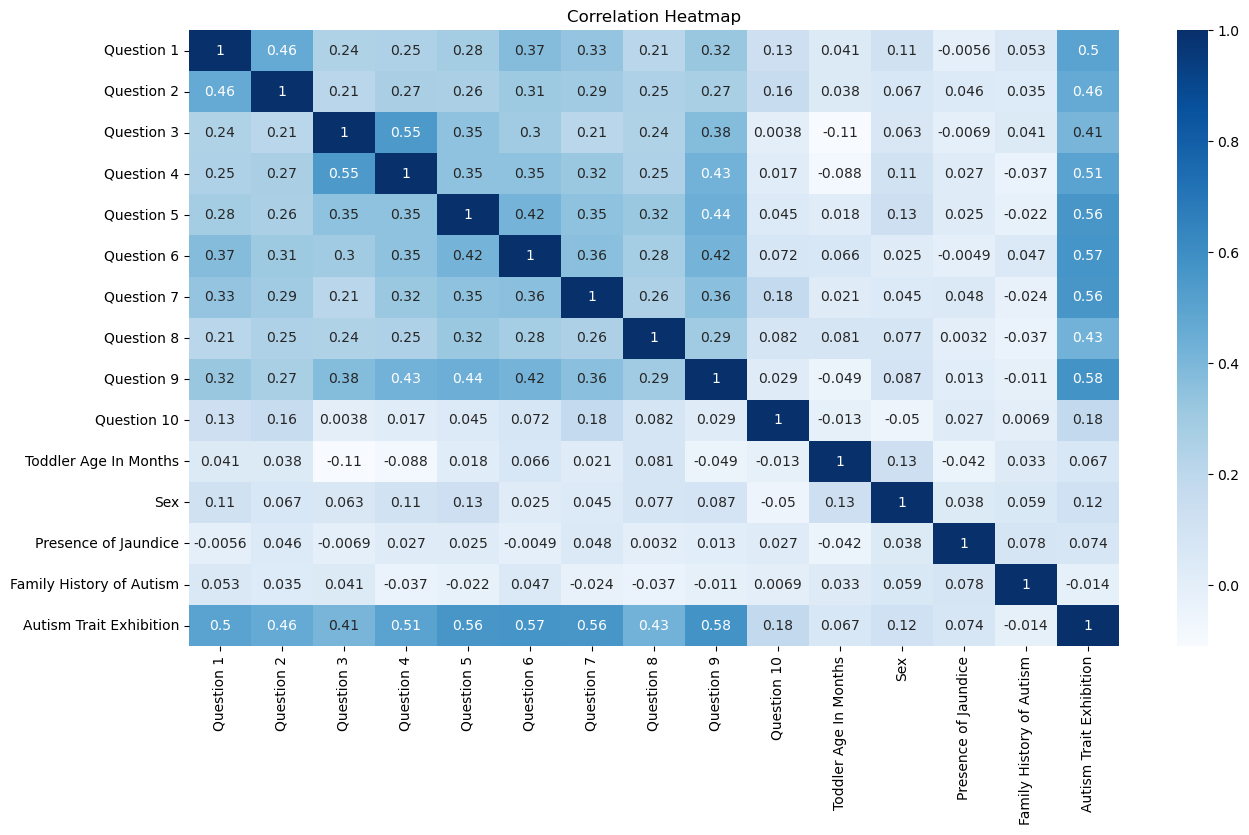 Correlation Heatmap
Question 1 1 0.46 0.24 0.25 0.28 0.37 0.33 0.21 0.32 0.13 0.041 0.11 -0.0056 0.053 0.5
Question 2 0.46 1 0.21 0.27 0.26 0.31 0.29 0.25 0.27 0.16 0.038 0.067 0.046 0.035 0.46
Question 3 0.24 0.21 1 0.55 0.35 0.3 0.21 0.24 0.38 0.0038 -0.11 0.063 -0.0069 0.041 0.41
Question 4 0.25 0.27 0.55 1 0.35 0.35 0.32 0.25 0.43 0.017 -0.088 0.11 0.027 -0.037 0.51
Question 5 0.28 0.26 0.35 0.35 1 0.42 0.35 0.32 0.44 0.045 0.018 0.13 0.025 -0.022 0.56
Question 6 0.37 0.31 0.3 0.35 0.42 1 0.36 0.28 0.42 0.072 0.066 0.025 -0.0049 0.047 0.57
Question 7 0.33 0.29 0.21 0.32 0.35 0.36 1 0.26 0.36 0.18 0.021 0.045 0.048 -0.024 0.56
Question 8 0.21 0.25 0.24 0.25 0.32 0.28 0.26 1 0.29 0.082 0.081 0.077 0.0032 -0.037 0.43
Question 9 0.32 0.27 0.38 0.43 0.44 0.42 0.36 0.29 1 0.029 -0.049 0.087 0.013 -0.011 0.58
Question 10 0.13 0.16 0.0038 0.017 0.045 0.072 0.18 0.082 0.029 1 -0.013 -0.05 0.027 0.0069 0.18
Toddler Age In Months 0.041 0.038 -0.11 -0.088 0.018 0.066 0.021 0.081 -0.049 -0.013 1 0.13 -0.042 0.033 0.067
Sex 0.11 0.067 0.063 0.11 0.13 0.025 0.045 0.077 0.087 -0.05 0.13 1 0.038 0.059 0.12
Presence of Jaundice -0.0056 0.046 -0.0069 0.027 0.025 -0.0049 0.048 0.0032 0.013 0.027 -0.042 0.038 1 0.078 0.074
Family History of Autism 0.053 0.035 0.041 -0.037 -0.022 0.047 -0.024 -0.037 -0.011 0.0069 0.033 0.059 0.078 1 -0.014
Autism Trait Exhibition 0.5 0.46 0.41 0.51 0.56 0.57 0.56 0.43 0.58 0.18 0.067 0.12 0.074 -0.014 1
Question 1
Question 2
Question 3
Question 4
Question 5
Question 6
Question 7
Question 8
Question 9
Question 10
Toddler Age In Months
Sex
Presence of Jaundice
Family History of Autism
Autism Trait Exhibition
1.0
0.8
0.6
0.4
0.2
0.0